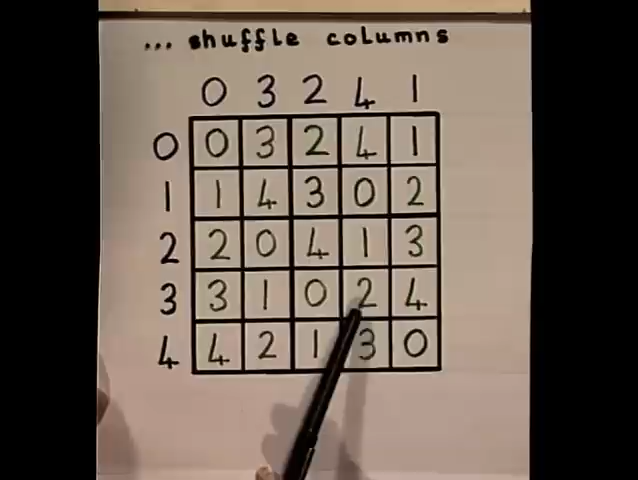 ... shuffle columns
0 3 2 4 1
0 0 3 2 4 1
1 1 4 3 0 2
2 2 0 4 1 3
3 3 1 0 2 4
4 4 2 1 3 0